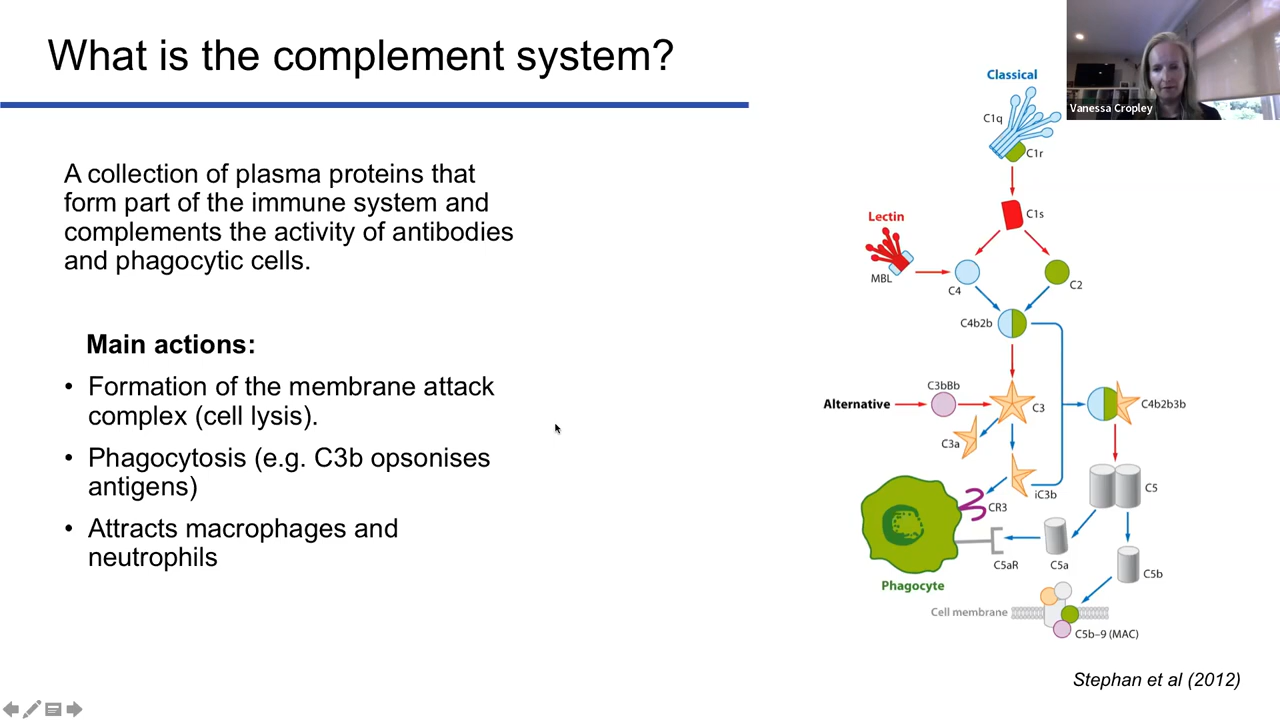 What is the complement system?
Vanessa Cropley
A collection of plasma proteins that
form part of the immune system and
complements the activity of antibodies
and phagocytic cells.
Main actions:
• Formation of the membrane attack
complex (cell lysis).
• Phagocytosis (e.g. C3b opsonises
antigens)
• Attracts macrophages and
neutrophils
Classical
C1q
C1r
C1s
Lectin
MBL
C4
C2
C4b2b
C3bBb
Alternative
C3
C4b2b3b
C3a
iC3b
CR3
C5
C5aR
C5a
C5b
Phagocyte
Cell membrane
C5b–9 (MAC)
Stephan et al (2012)